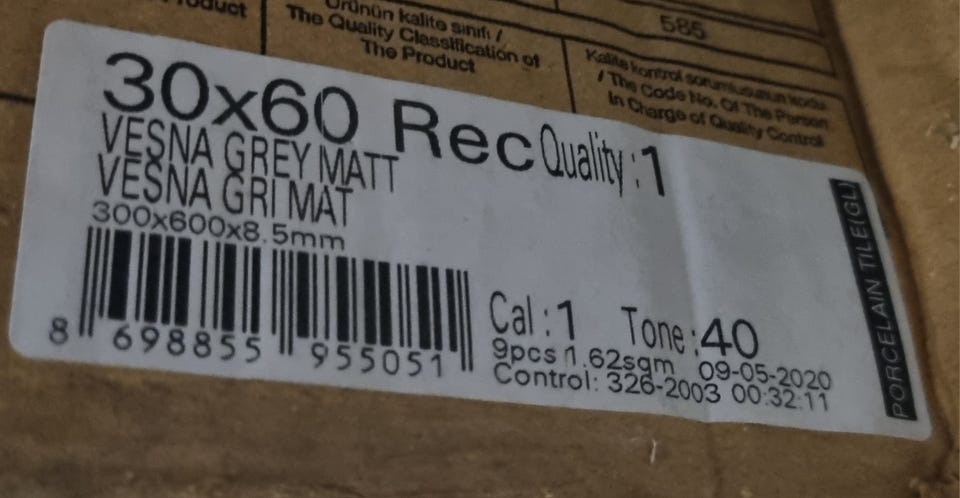 Product
Ürünün kalite sınıfı /
The Quality Classification of
The Product
585
Kalite kontrol sorumlusunun kodu
/ The Code No. Of The Person
In Charge of Quality Control
30x60 Rec Quality : 1
VESNA GREY MATT
VESNA GRI MAT
300x600x8.5mm
8 698855 955051
Cal : 1 Tone : 40
9pcs 1.62sqm 09-05-2020
Control: 326-2003 00:32:11
PORCELAIN TILE(GL)